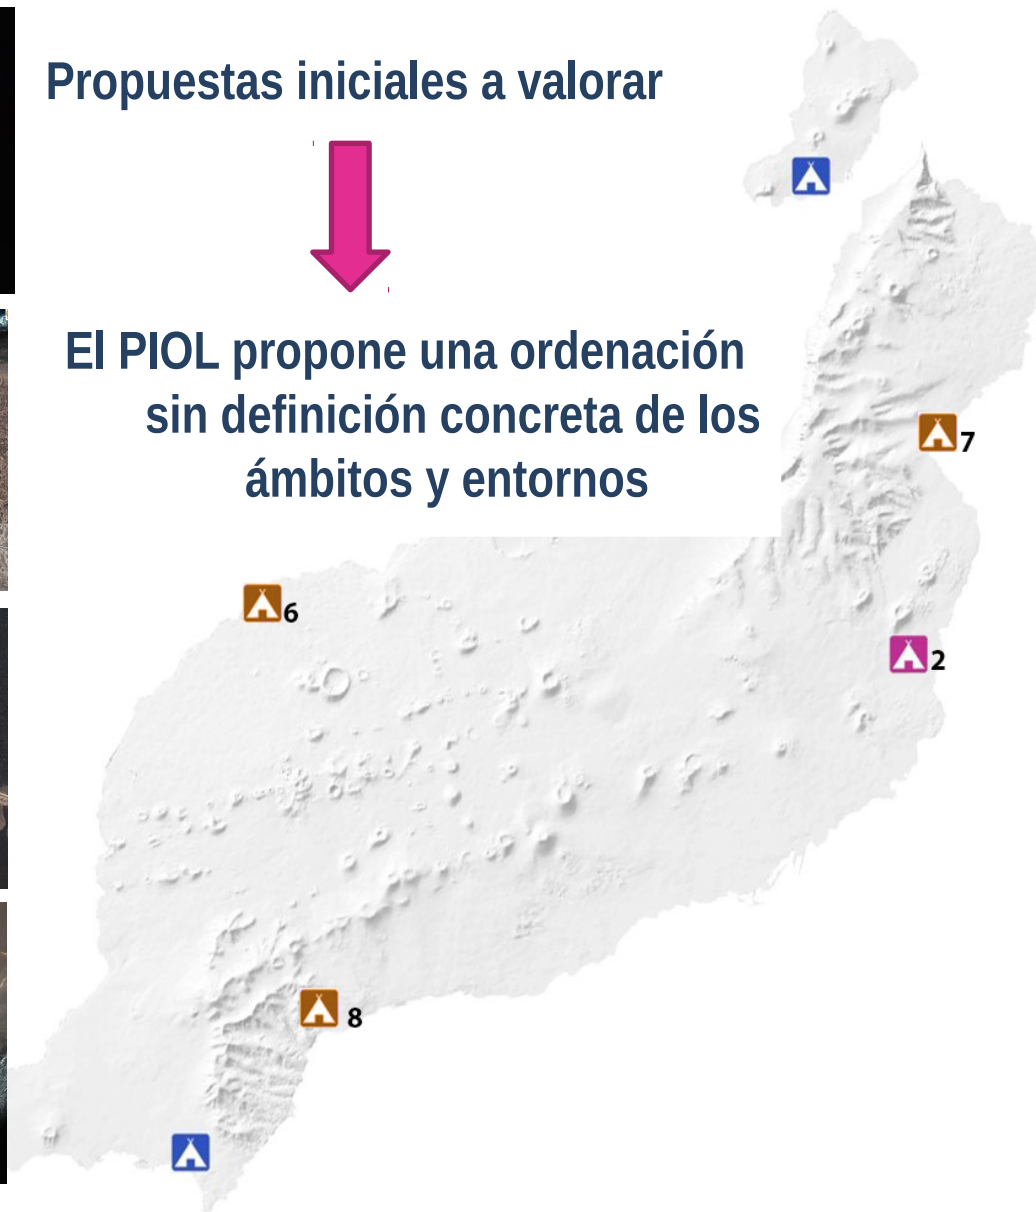 Propuestas iniciales a valorar
El PIOL propone una ordenación
sin definición concreta de los
ámbitos y entornos
7
6
2
8